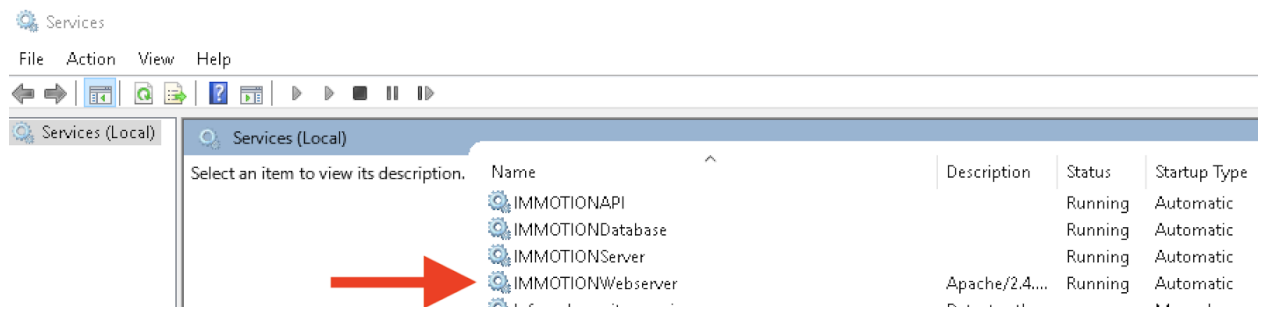 Services
File Action View Help
Services (Local)
Services (Local)
Select an item to view its description.
Name Description Status Startup Type
IMMOTIONAPI Running Automatic
IMMOTIONDatabase Running Automatic
IMMOTIONServer Running Automatic
IMMOTIONWebserver Apache/2.4.... Running Automatic